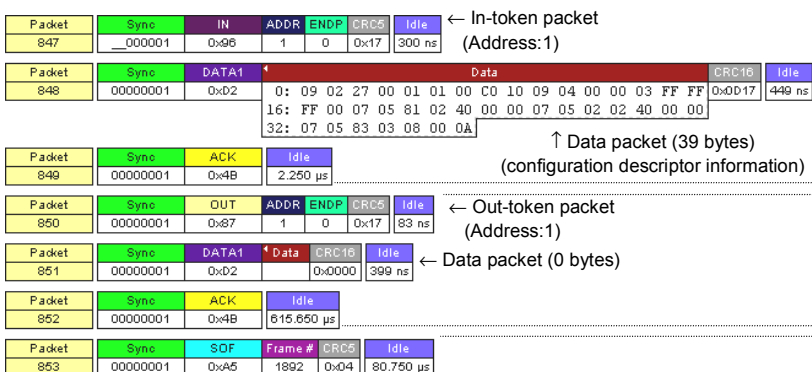 Packet Sync IN ADDR ENDP CRC5 Idle ← In-token packet
847 __000001 0x96 1 0 0x17 300 ns (Address:1)
Packet Sync DATA1 Data CRC16 Idle
848 00000001 0xD2 0: 09 02 27 00 01 01 00 C0 10 09 04 00 00 03 FF FF 0x0D17 449 ns
16: FF 00 07 05 81 02 40 00 00 07 05 02 02 40 00 00
32: 07 05 83 03 08 00 0A
↑ Data packet (39 bytes)
(configuration descriptor information)
Packet Sync ACK Idle
849 00000001 0x4B 2.250 µs
Packet Sync OUT ADDR ENDP CRC5 Idle ← Out-token packet
850 00000001 0x87 1 0 0x17 83 ns (Address:1)
Packet Sync DATA1 Data CRC16 Idle ← Data packet (0 bytes)
851 00000001 0xD2 0x0000 399 ns
Packet Sync ACK Idle
852 00000001 0x4B 615.650 µs
Packet Sync SOF Frame # CRC5 Idle
853 00000001 0xA5 1892 0x04 80.750 µs